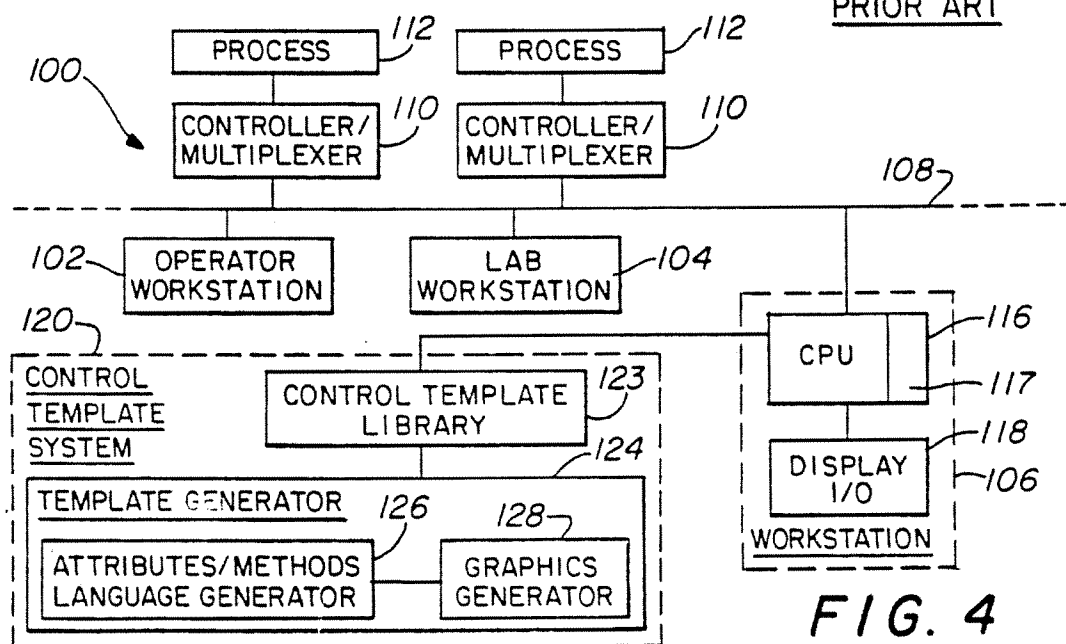 PRIOR ART
112
112
PROCESS
PROCESS
100
110
110
CONTROLLER/
MULTIPLEXER
CONTROLLER/
MULTIPLEXER
108
102
OPERATOR
WORKSTATION
LAB
WORKSTATION
104
120
116
CPU
117
CONTROL
TEMPLATE
SYSTEM
CONTROL TEMPLATE
LIBRARY
123
118
DISPLAY
I/O
106
WORKSTATION
124
TEMPLATE GENERATOR
126
128
ATTRIBUTES/METHODS
LANGUAGE GENERATOR
GRAPHICS
GENERATOR
FIG. 4